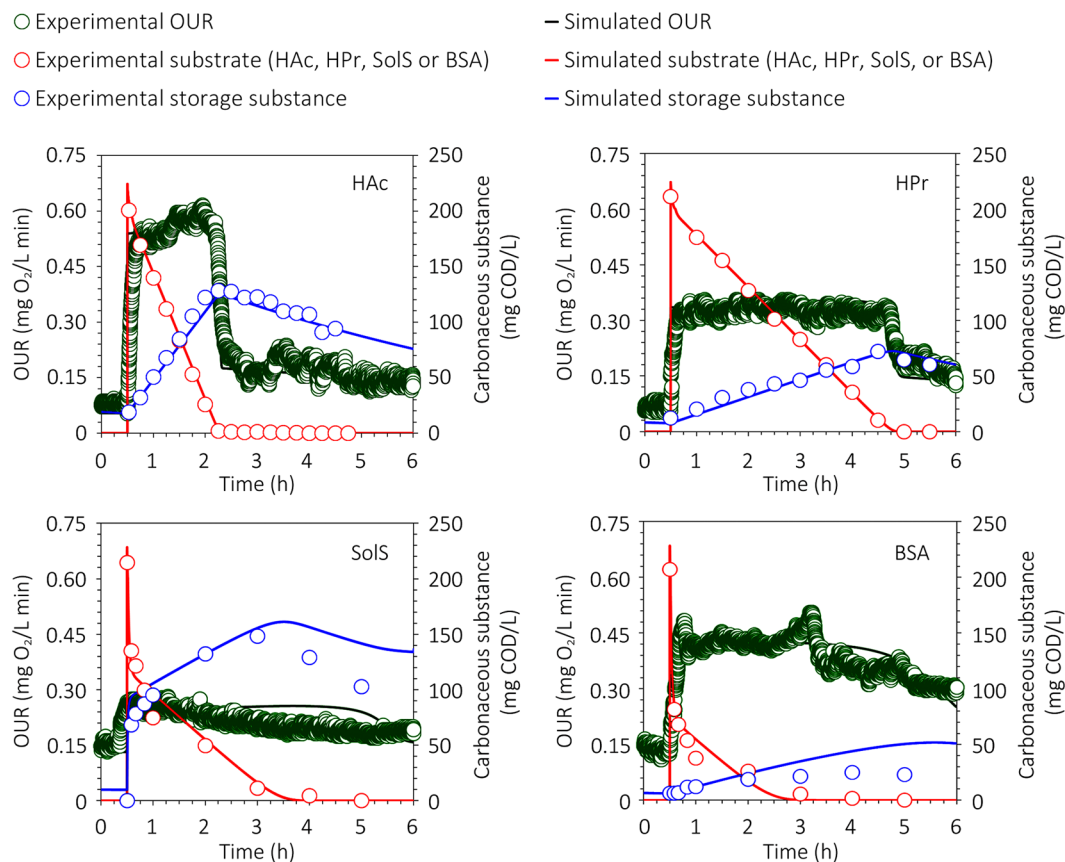 Experimental OUR
Simulated OUR
Experimental substrate (HAc, HPr, SolS or BSA)
Simulated substrate (HAc, HPr, SolS, or BSA)
Experimental storage substance
Simulated storage substance
0.75
0.60
0.45
0.30
0.15
0
OUR (mg O₂/L min)
HAc
250
200
150
100
50
0
Carbonaceous substance
(mg COD/L)
0 1 2 3 4 5 6
Time (h)
0.75
0.60
0.45
0.30
0.15
0
OUR (mg O₂/L min)
HPr
250
200
150
100
50
0
Carbonaceous substance
(mg COD/L)
0 1 2 3 4 5 6
Time (h)
0.75
0.60
0.45
0.30
0.15
0
OUR (mg O₂/L min)
SolS
250
200
150
100
50
0
Carbonaceous substance
(mg COD/L)
0 1 2 3 4 5 6
Time (h)
0.75
0.60
0.45
0.30
0.15
0
OUR (mg O₂/L min)
BSA
250
200
150
100
50
0
Carbonaceous substance
(mg COD/L)
0 1 2 3 4 5 6
Time (h)